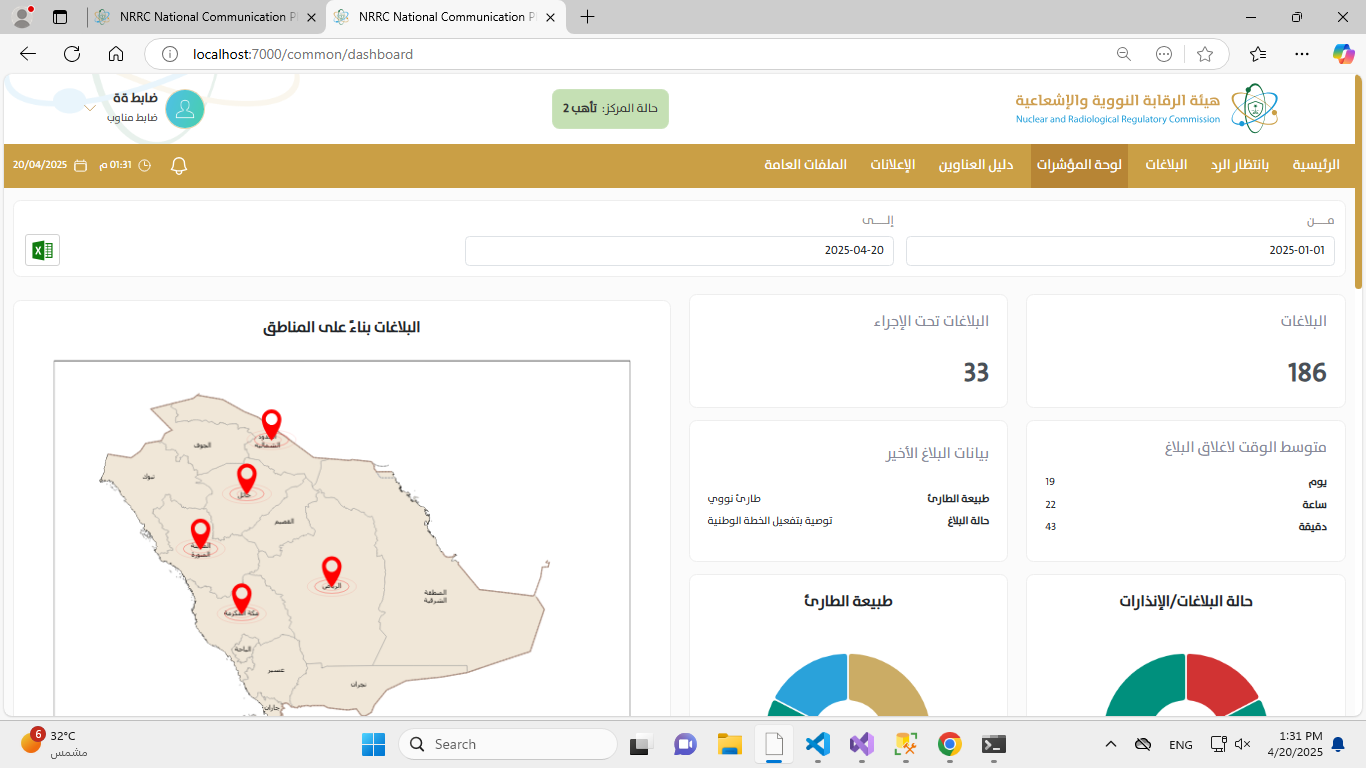 NRRC National Communication Pl
NRRC National Communication Pl
localhost:7000/common/dashboard
هيئة الرقابة النووية والإشعاعية
Nuclear and Radiological Regulatory Commission
حالة المركز: تأهب 2
ضابط ةة
ضابط مناوب
الرئيسية
بانتظار الرد
البلاغات
لوحة المؤشرات
دليل العناوين
الإعلانات
الملفات العامة
01:31 م
20/04/2025
مــــن
2025-01-01
إلــــى
2025-04-20
البلاغات
186
البلاغات تحت الإجراء
33
البلاغات بناءً على المناطق
الجوف
الشمالية
تبوك
حائل
القصيم
المنورة
الرياض
المنطقة
الشرقية
مكة المكرمة
الباحة
عسير
نجران
جازان
متوسط الوقت لاغلاق البلاغ
يوم 19
ساعة 22
دقيقة 43
بيانات البلاغ الأخير
طبيعة الطارئ طارئ نووي
حالة البلاغ توصية بتفعيل الخطة الوطنية
حالة البلاغات/الإنذارات
طبيعة الطارئ
6
32°C
مشمس
Search
ENG
1:31 PM
4/20/2025